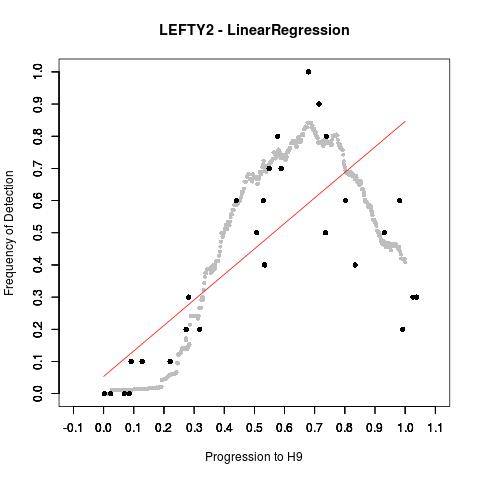 LEFTY2 - LinearRegression
Frequency of Detection
1.0
0.9
0.8
0.7
0.6
0.5
0.4
0.3
0.2
0.1
0.0
-0.1 0.0 0.1 0.2 0.3 0.4 0.5 0.6 0.7 0.8 0.9 1.0 1.1
Progression to H9